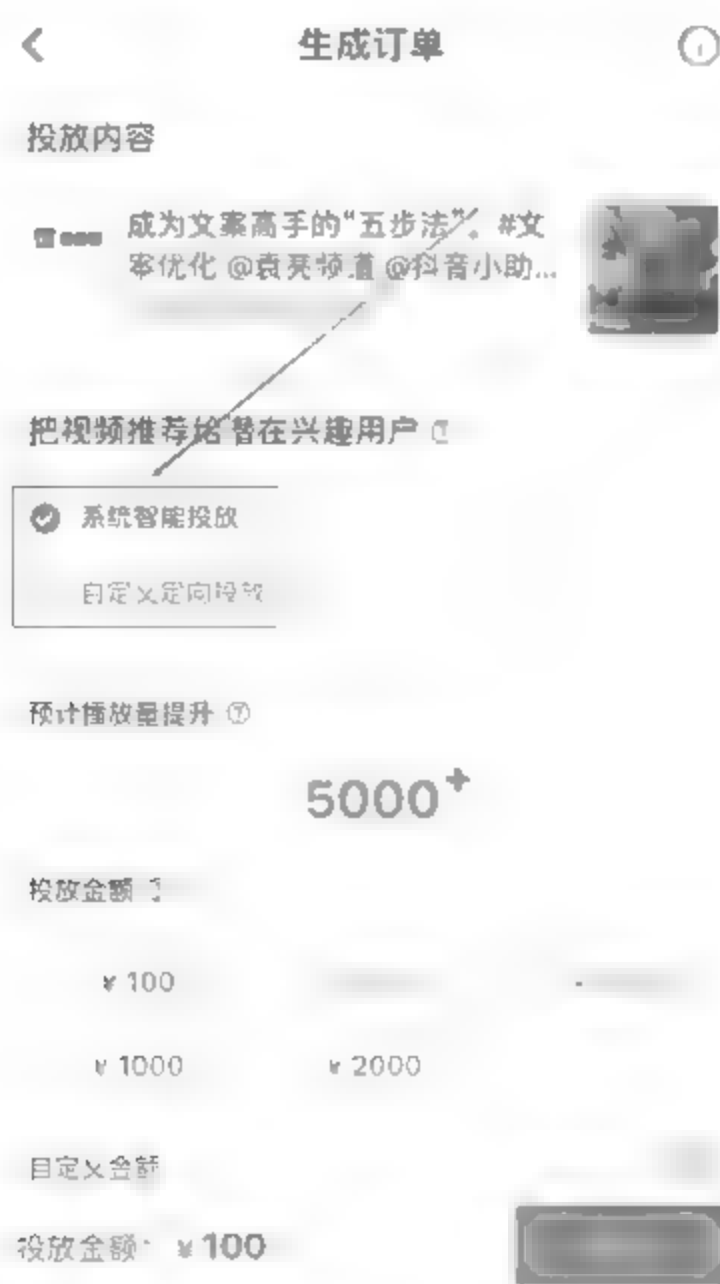 生成订单
投放内容
成为文案高手的“五步法”。#文
案优化 @袁亮频道 @抖音小助...
把视频推荐给潜在兴趣用户
系统智能投放
自定义定向投放
预计播放量提升 ?
5000+
投放金额
¥ 100
¥ 1000 ¥ 2000
自定义金额
投放金额: ¥100